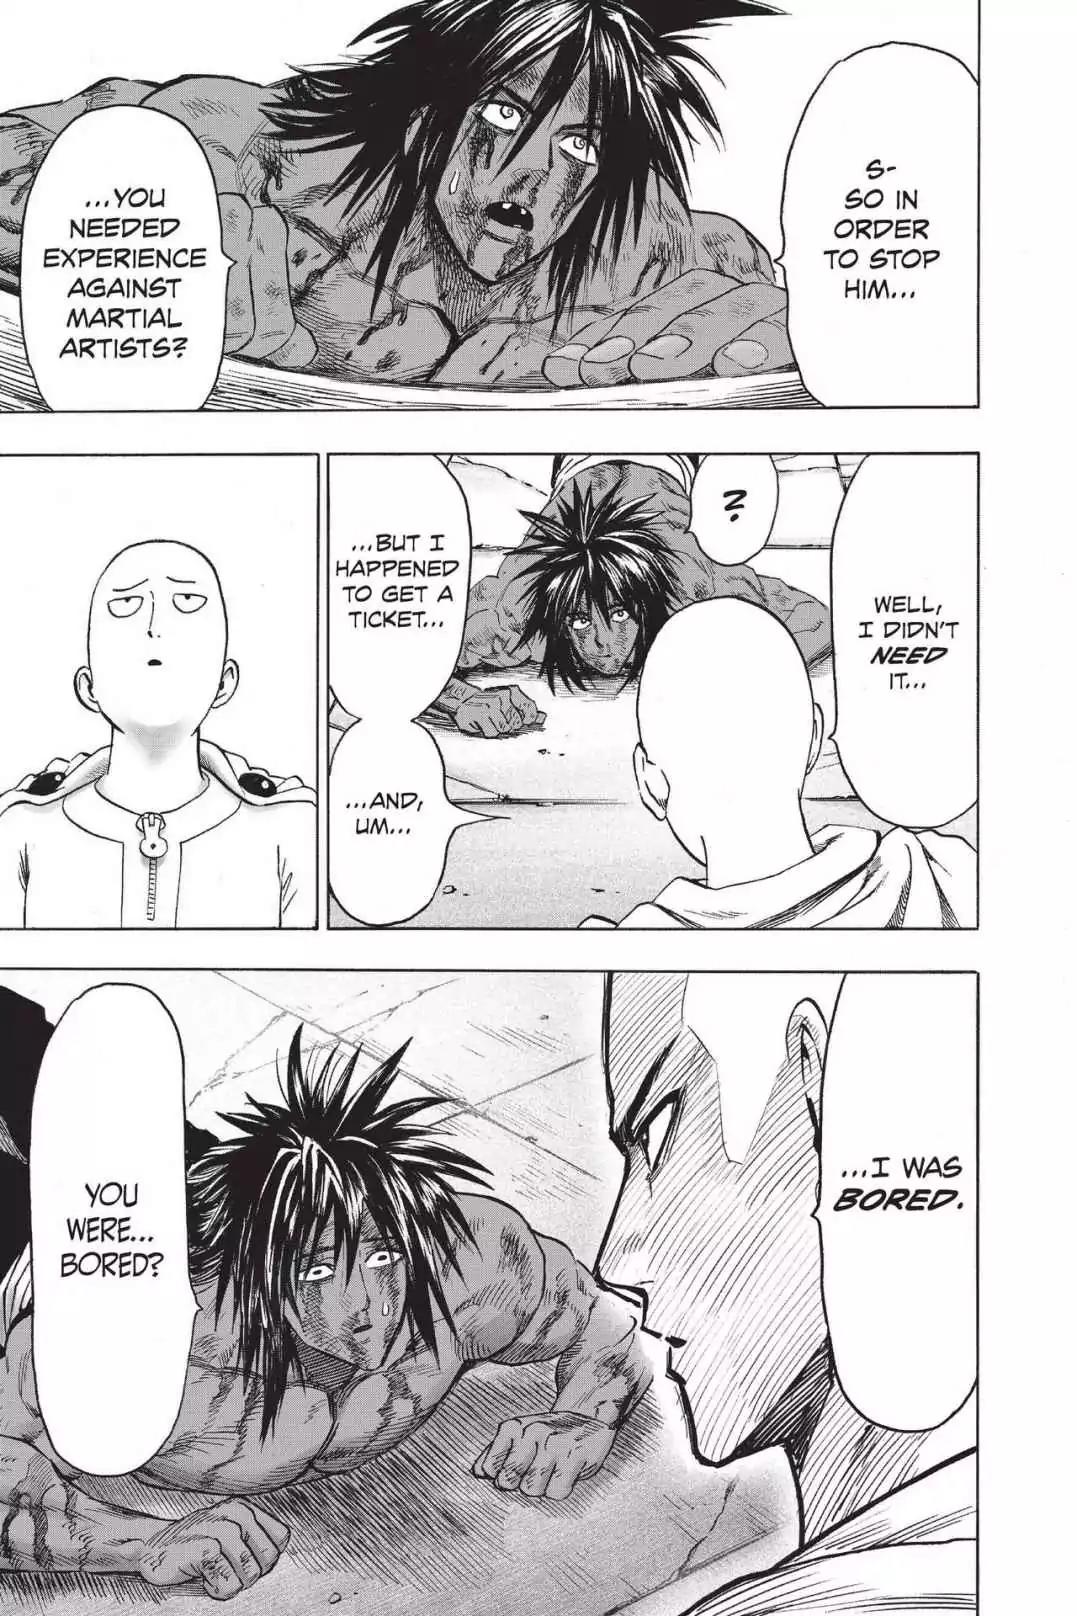 S-
SO IN
ORDER
TO STOP
HIM...
...YOU
NEEDED
EXPERIENCE
AGAINST
MARTIAL
ARTISTS?
WELL,
I DIDN'T
NEED
IT...
?
...BUT I
HAPPENED
TO GET A
TICKET...
...AND,
UM...
...I WAS
BORED.
YOU
WERE...
BORED?